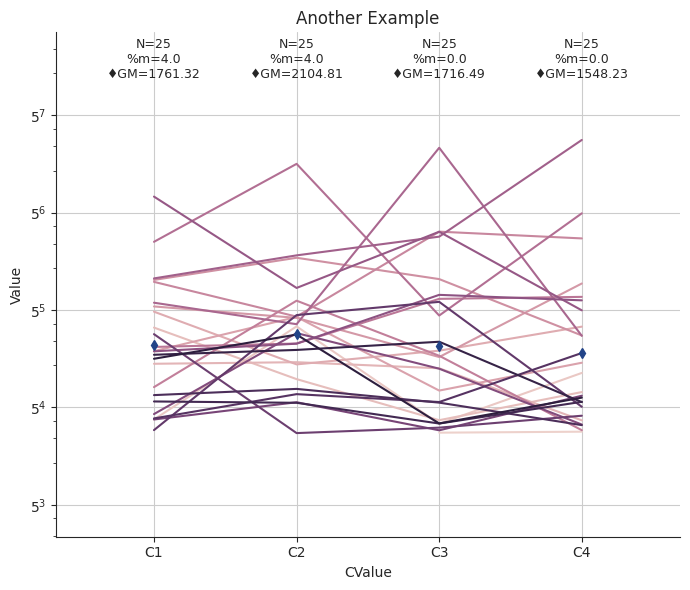 Another Example
N=25 N=25 N=25 N=25
%m=4.0 %m=4.0 %m=0.0 %m=0.0
♦GM=1761.32 ♦GM=2104.81 ♦GM=1716.49 ♦GM=1548.23
5⁷
5⁶
5⁵
5⁴
5³
Value
C1 C2 C3 C4
CValue